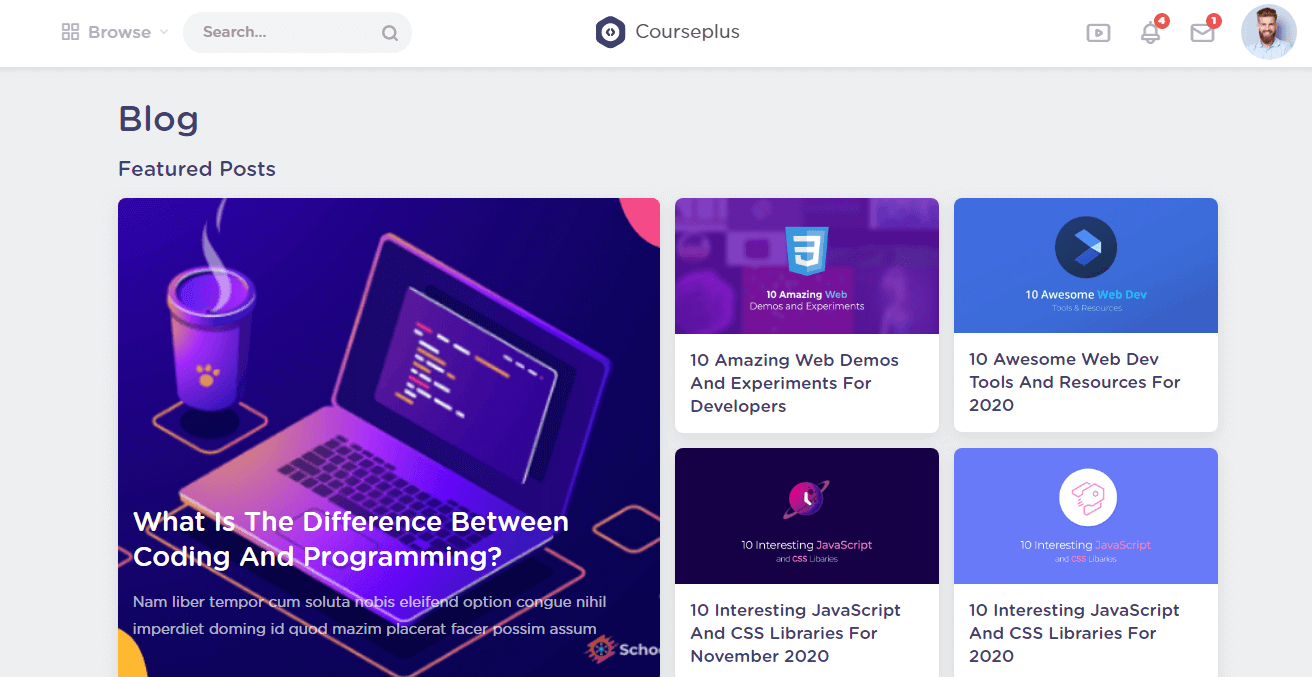 Browse
Search...
Courseplus
4
1
Blog
Featured Posts
What Is The Difference Between
Coding And Programming?
Nam liber tempor cum soluta nobis eleifend option congue nihil
imperdiet doming id quod mazim placerat facer possim assum
Schoo
10 Amazing Web
Demos and Experiments
10 Amazing Web Demos
And Experiments For
Developers
10 Awesome Web Dev
Tools & Resources
10 Awesome Web Dev
Tools And Resources For
2020
10 Interesting JavaScript
and CSS Libaries
10 Interesting JavaScript
And CSS Libraries For
November 2020
10 Interesting JavaScript
and CSS Libaries
10 Interesting JavaScript
And CSS Libraries For
2020